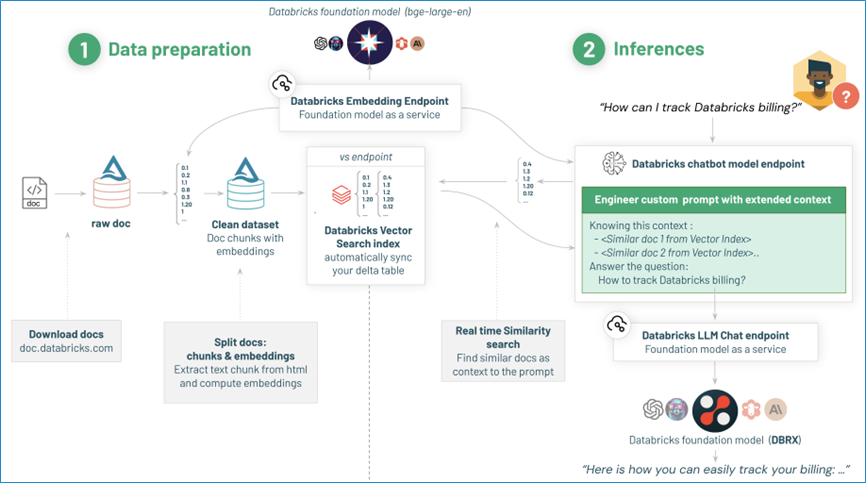 Databricks foundation model (bge-large-en)
1 Data preparation
Databricks Embedding Endpoint
Foundation model as a service
doc
raw doc
0.1
0.2
1.1
0.8
0.3
1.20
1
...
Clean dataset
Doc chunks with
embeddings
vs endpoint
0.1
0.2
1.1
1.20
1
...
0.4
1.3
1.2
1.20
0.12
...
Databricks Vector
Search index
automatically sync
your delta table
Download docs
doc.databricks.com
Split docs:
chunks & embeddings
Extract text chunk from html
and compute embeddings
2 Inferences
?
“How can I track Databricks billing?”
0.4
1.3
1.2
1.20
0.12
...
Databricks chatbot model endpoint
Engineer custom prompt with extended context
Knowing this context :
- <Similar doc 1 from Vector Index>
- <Similar doc 2 from Vector Index>..
Answer the question:
How to track Databricks billing?
Real time Similarity
search
Find similar docs as
context to the prompt
Databricks LLM Chat endpoint
Foundation model as a service
Databricks foundation model (DBRX)
“Here is how you can easily track your billing: ...”